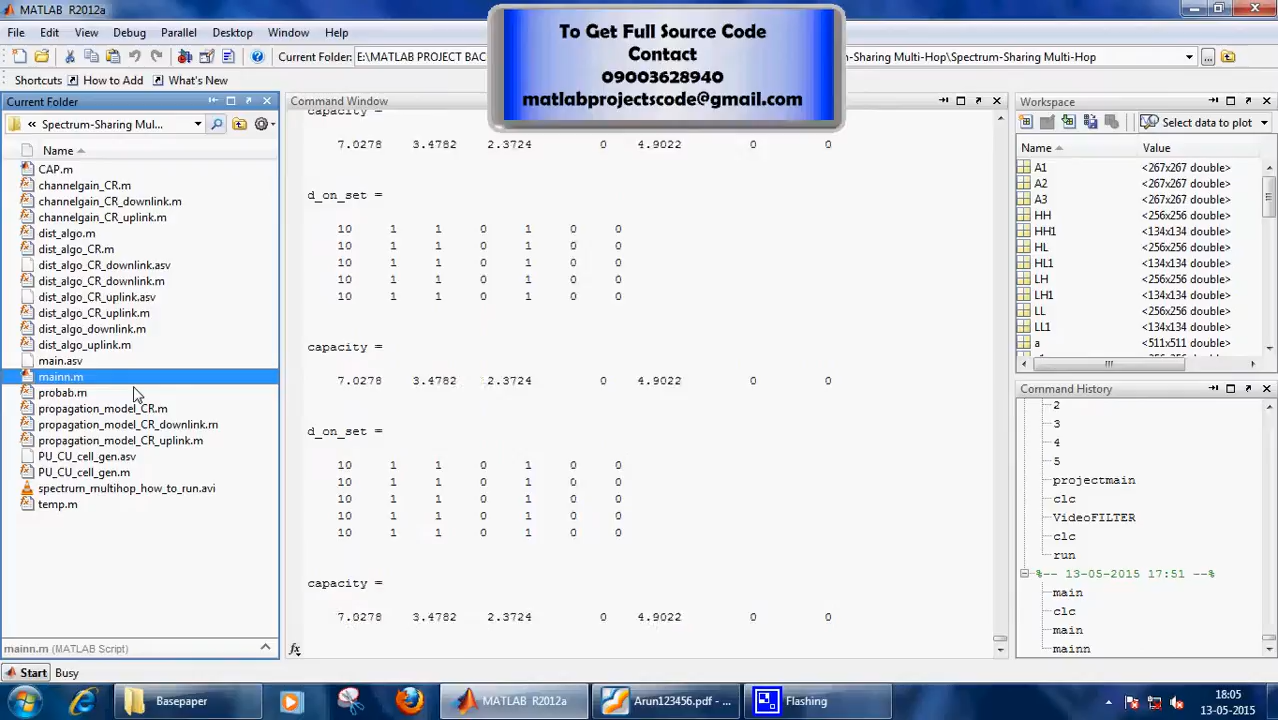 MATLAB R2012a
To Get Full Source Code
Contact
09003628940
matlabprojectscode@gmail.com
File Edit View Debug Parallel Desktop Window Help
Current Folder: E:\MATLAB PROJECT BAC
-Sharing Multi-Hop\Spectrum-Sharing Multi-Hop
Shortcuts How to Add What's New
Current Folder
« Spectrum-Sharing Mul...
Name
CAP.m
channelgain_CR.m
channelgain_CR_downlink.m
channelgain_CR_uplink.m
dist_algo.m
dist_algo_CR.m
dist_algo_CR_downlink.asv
dist_algo_CR_downlink.m
dist_algo_CR_uplink.asv
dist_algo_CR_uplink.m
dist_algo_downlink.m
dist_algo_uplink.m
main.asv
mainn.m
probab.m
propagation_model_CR.m
propagation_model_CR_downlink.m
propagation_model_CR_uplink.m
PU_CU_cell_gen.asv
PU_CU_cell_gen.m
spectrum_multihop_how_to_run.avi
temp.m
mainn.m (MATLAB Script)
Command Window
capacity =
7.0278 3.4782 2.3724 0 4.9022 0 0
d_on_set =
10 1 1 0 1 0 0
10 1 1 0 1 0 0
10 1 1 0 1 0 0
10 1 1 0 1 0 0
10 1 1 0 1 0 0
capacity =
7.0278 3.4782 2.3724 0 4.9022 0 0
d_on_set =
10 1 1 0 1 0 0
10 1 1 0 1 0 0
10 1 1 0 1 0 0
10 1 1 0 1 0 0
10 1 1 0 1 0 0
capacity =
7.0278 3.4782 2.3724 0 4.9022 0 0
fx
Workspace
Select data to plot
Name Value
A1 <267x267 double>
A2 <267x267 double>
A3 <267x267 double>
HH <256x256 double>
HH1 <134x134 double>
HL <256x256 double>
HL1 <134x134 double>
LH <256x256 double>
LH1 <134x134 double>
LL <256x256 double>
LL1 <134x134 double>
a <511x511 double>
Command History
2
3
4
5
projectmain
clc
VideoFILTER
clc
run
%-- 13-05-2015 17:51 --%
main
clc
main
mainn
Start Busy
Basepaper
MATLAB R2012a
Arun123456.pdf - ...
Flashing
18:05
13-05-2015